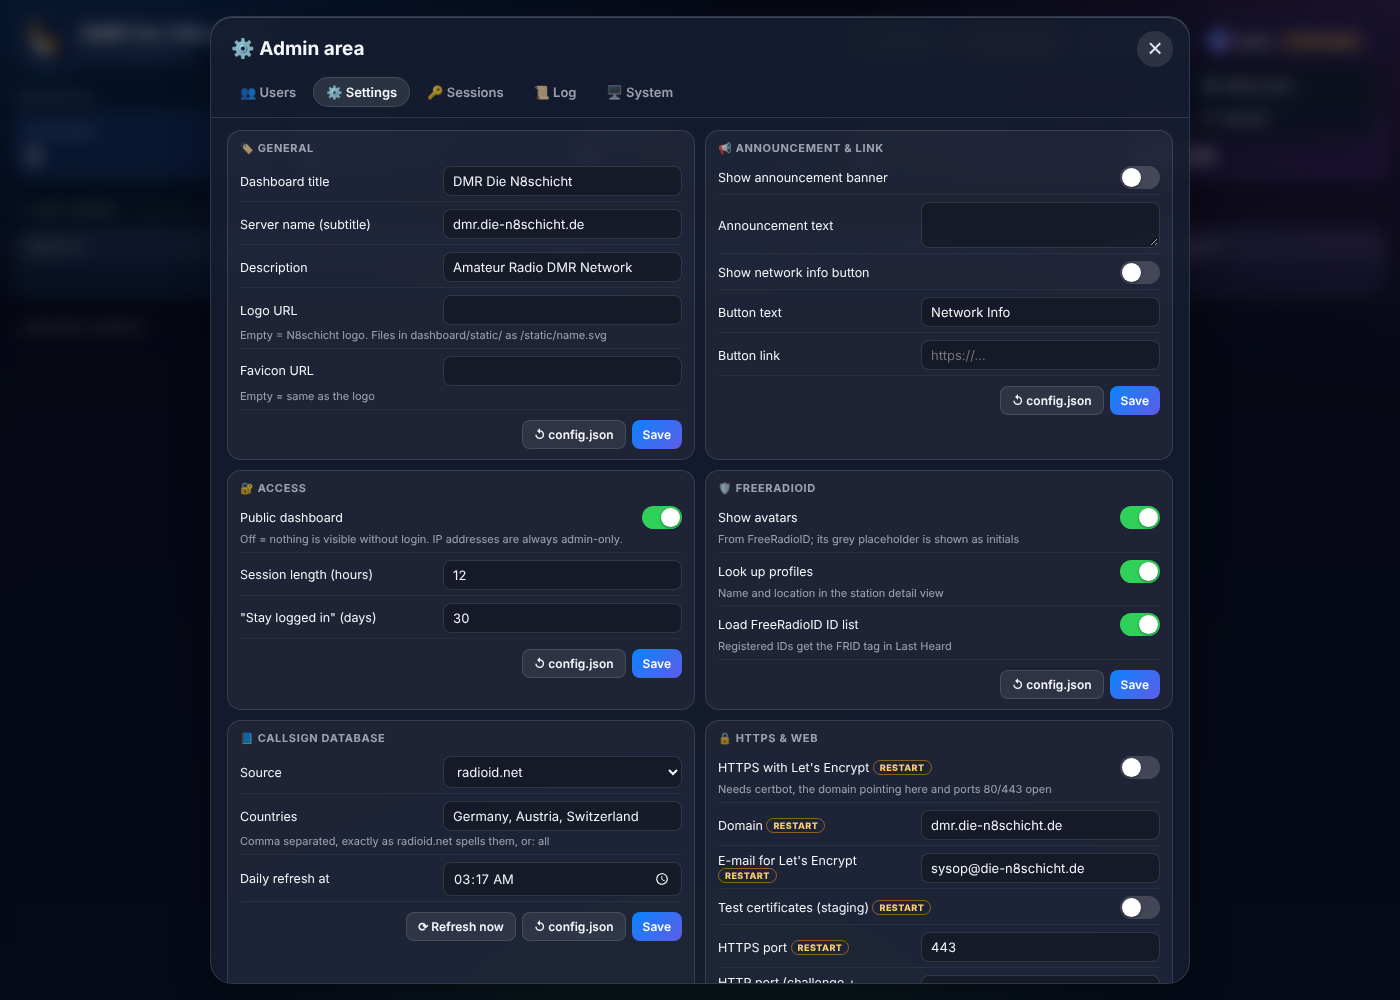 Admin area
Users
Settings
Sessions
Log
System
GENERAL
Dashboard title
DMR Die N8schicht
Server name (subtitle)
dmr.die-n8schicht.de
Description
Amateur Radio DMR Network
Logo URL
Empty = N8schicht logo. Files in dashboard/static/ as /static/name.svg
Favicon URL
Empty = same as the logo
↺ config.json
Save
ANNOUNCEMENT & LINK
Show announcement banner
Announcement text
Show network info button
Button text
Network Info
Button link
https://...
↺ config.json
Save
ACCESS
Public dashboard
Off = nothing is visible without login. IP addresses are always admin-only.
Session length (hours)
12
"Stay logged in" (days)
30
↺ config.json
Save
FREERADIOID
Show avatars
From FreeRadioID; its grey placeholder is shown as initials
Look up profiles
Name and location in the station detail view
Load FreeRadioID ID list
Registered IDs get the FRID tag in Last Heard
↺ config.json
Save
CALLSIGN DATABASE
Source
radioid.net
Countries
Germany, Austria, Switzerland
Comma separated, exactly as radioid.net spells them, or: all
Daily refresh at
03:17 AM
⟳ Refresh now
↺ config.json
Save
HTTPS & WEB
HTTPS with Let's Encrypt RESTART
Needs certbot, the domain pointing here and ports 80/443 open
Domain RESTART
dmr.die-n8schicht.de
E-mail for Let's Encrypt
RESTART
sysop@die-n8schicht.de
Test certificates (staging) RESTART
HTTPS port RESTART
443
HTTP port (challenge +